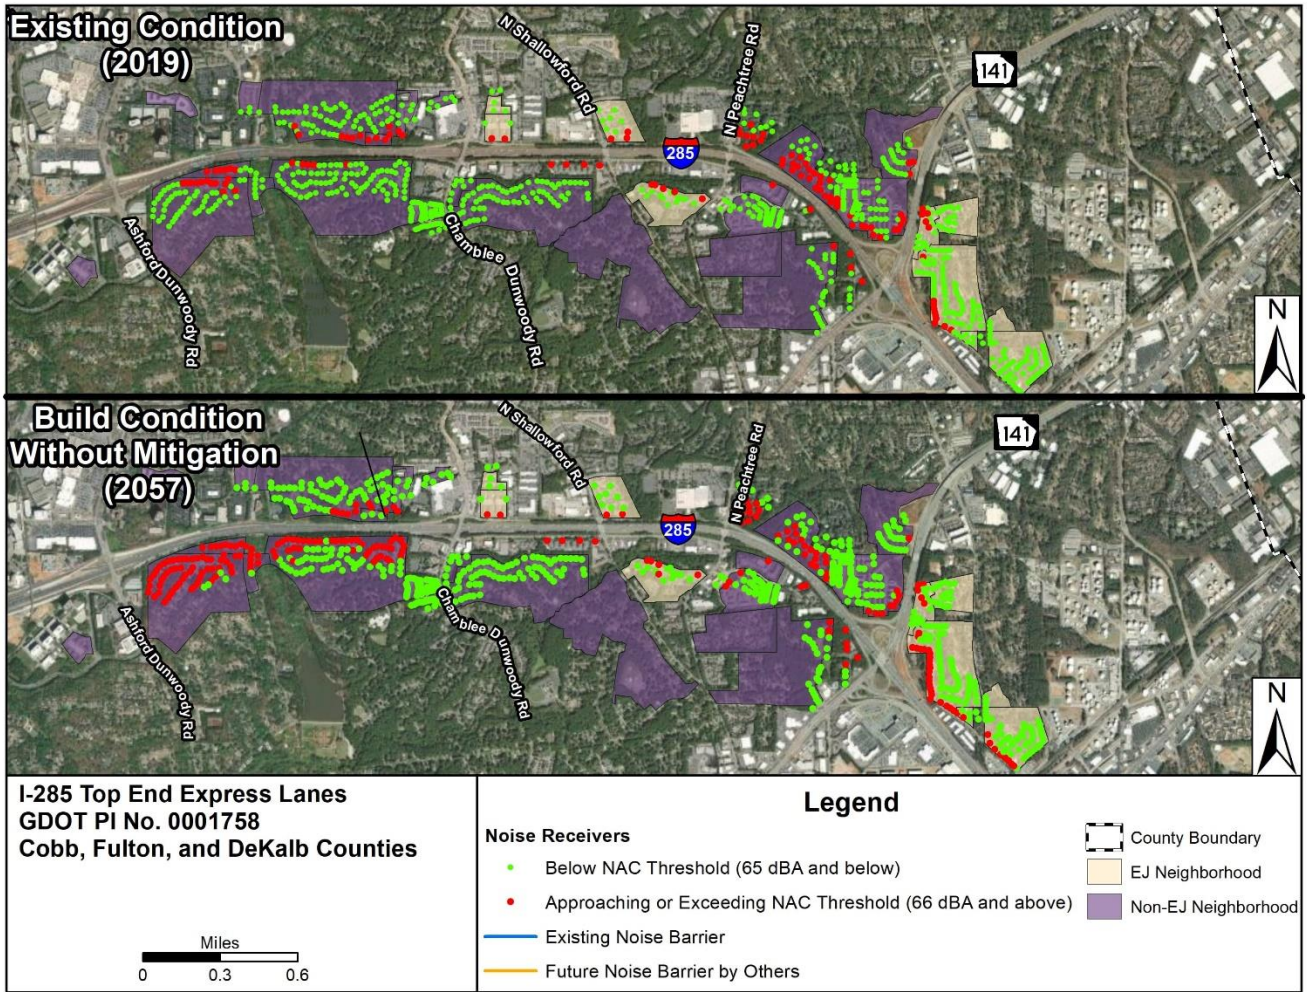 Existing Condition
(2019)
N Shallowford Rd
N Peachtree Rd
141
285
Ashford Dunwoody Rd
Chamblee Dunwoody Rd
N
Build Condition
Without Mitigation
(2057)
N Shallowford Rd
N Peachtree Rd
141
285
Ashford Dunwoody Rd
Chamblee Dunwoody Rd
N
I-285 Top End Express Lanes
GDOT PI No. 0001758
Cobb, Fulton, and DeKalb Counties
Miles
0 0.3 0.6
Legend
Noise Receivers
Below NAC Threshold (65 dBA and below)
Approaching or Exceeding NAC Threshold (66 dBA and above)
Existing Noise Barrier
Future Noise Barrier by Others
County Boundary
EJ Neighborhood
Non-EJ Neighborhood